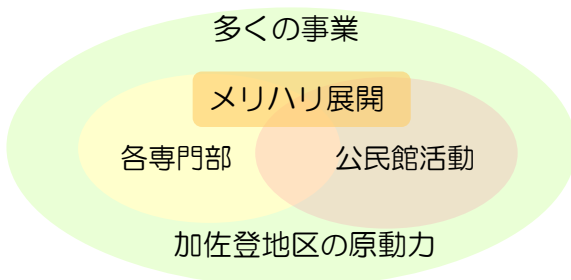 多くの事業
メリハリ展開
各専門部
公民館活動
加佐登地区の原動力